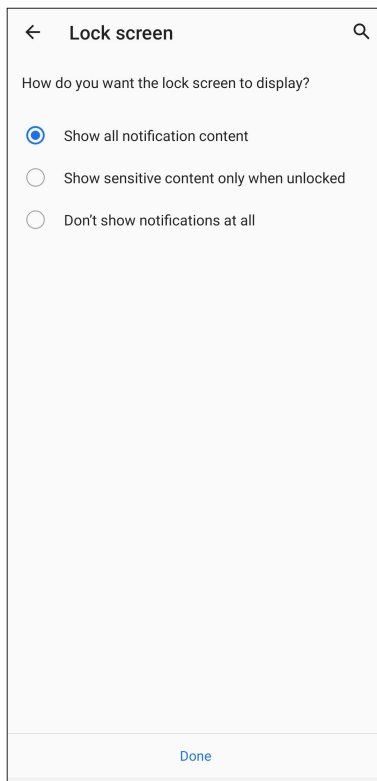 Lock screen
How do you want the lock screen to display?
Show all notification content
Show sensitive content only when unlocked
Don’t show notifications at all
Done